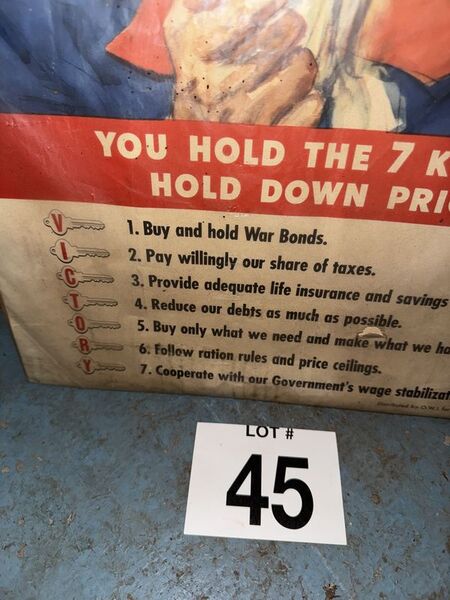 YOU HOLD THE 7 K
HOLD DOWN PRI
V
I
C
T
O
R
Y
1. Buy and hold War Bonds.
2. Pay willingly our share of taxes.
3. Provide adequate life insurance and savings
4. Reduce our debts as much as possible.
5. Buy only what we need and make what we ha
6. Follow ration rules and price ceilings.
7. Cooperate with our Government's wage stabilizat
Distributed by O.W.I.
LOT #
45